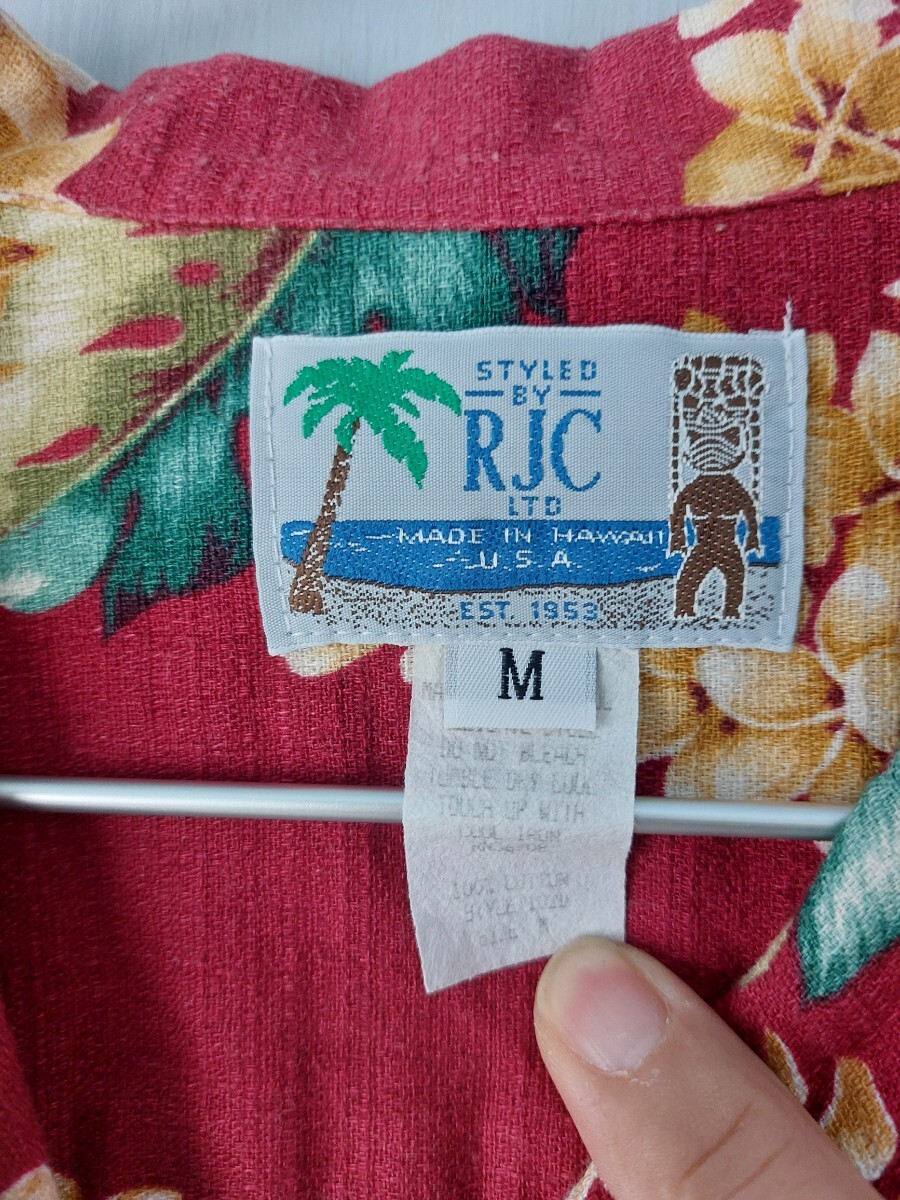 STYLED
BY
RJC
LTD
MADE IN HAWAII
U.S.A.
EST. 1953
M
DO NOT BLEACH
TUMBLE DRY COOL
TOUCH UP WITH
COOL IRON
100% COTTON